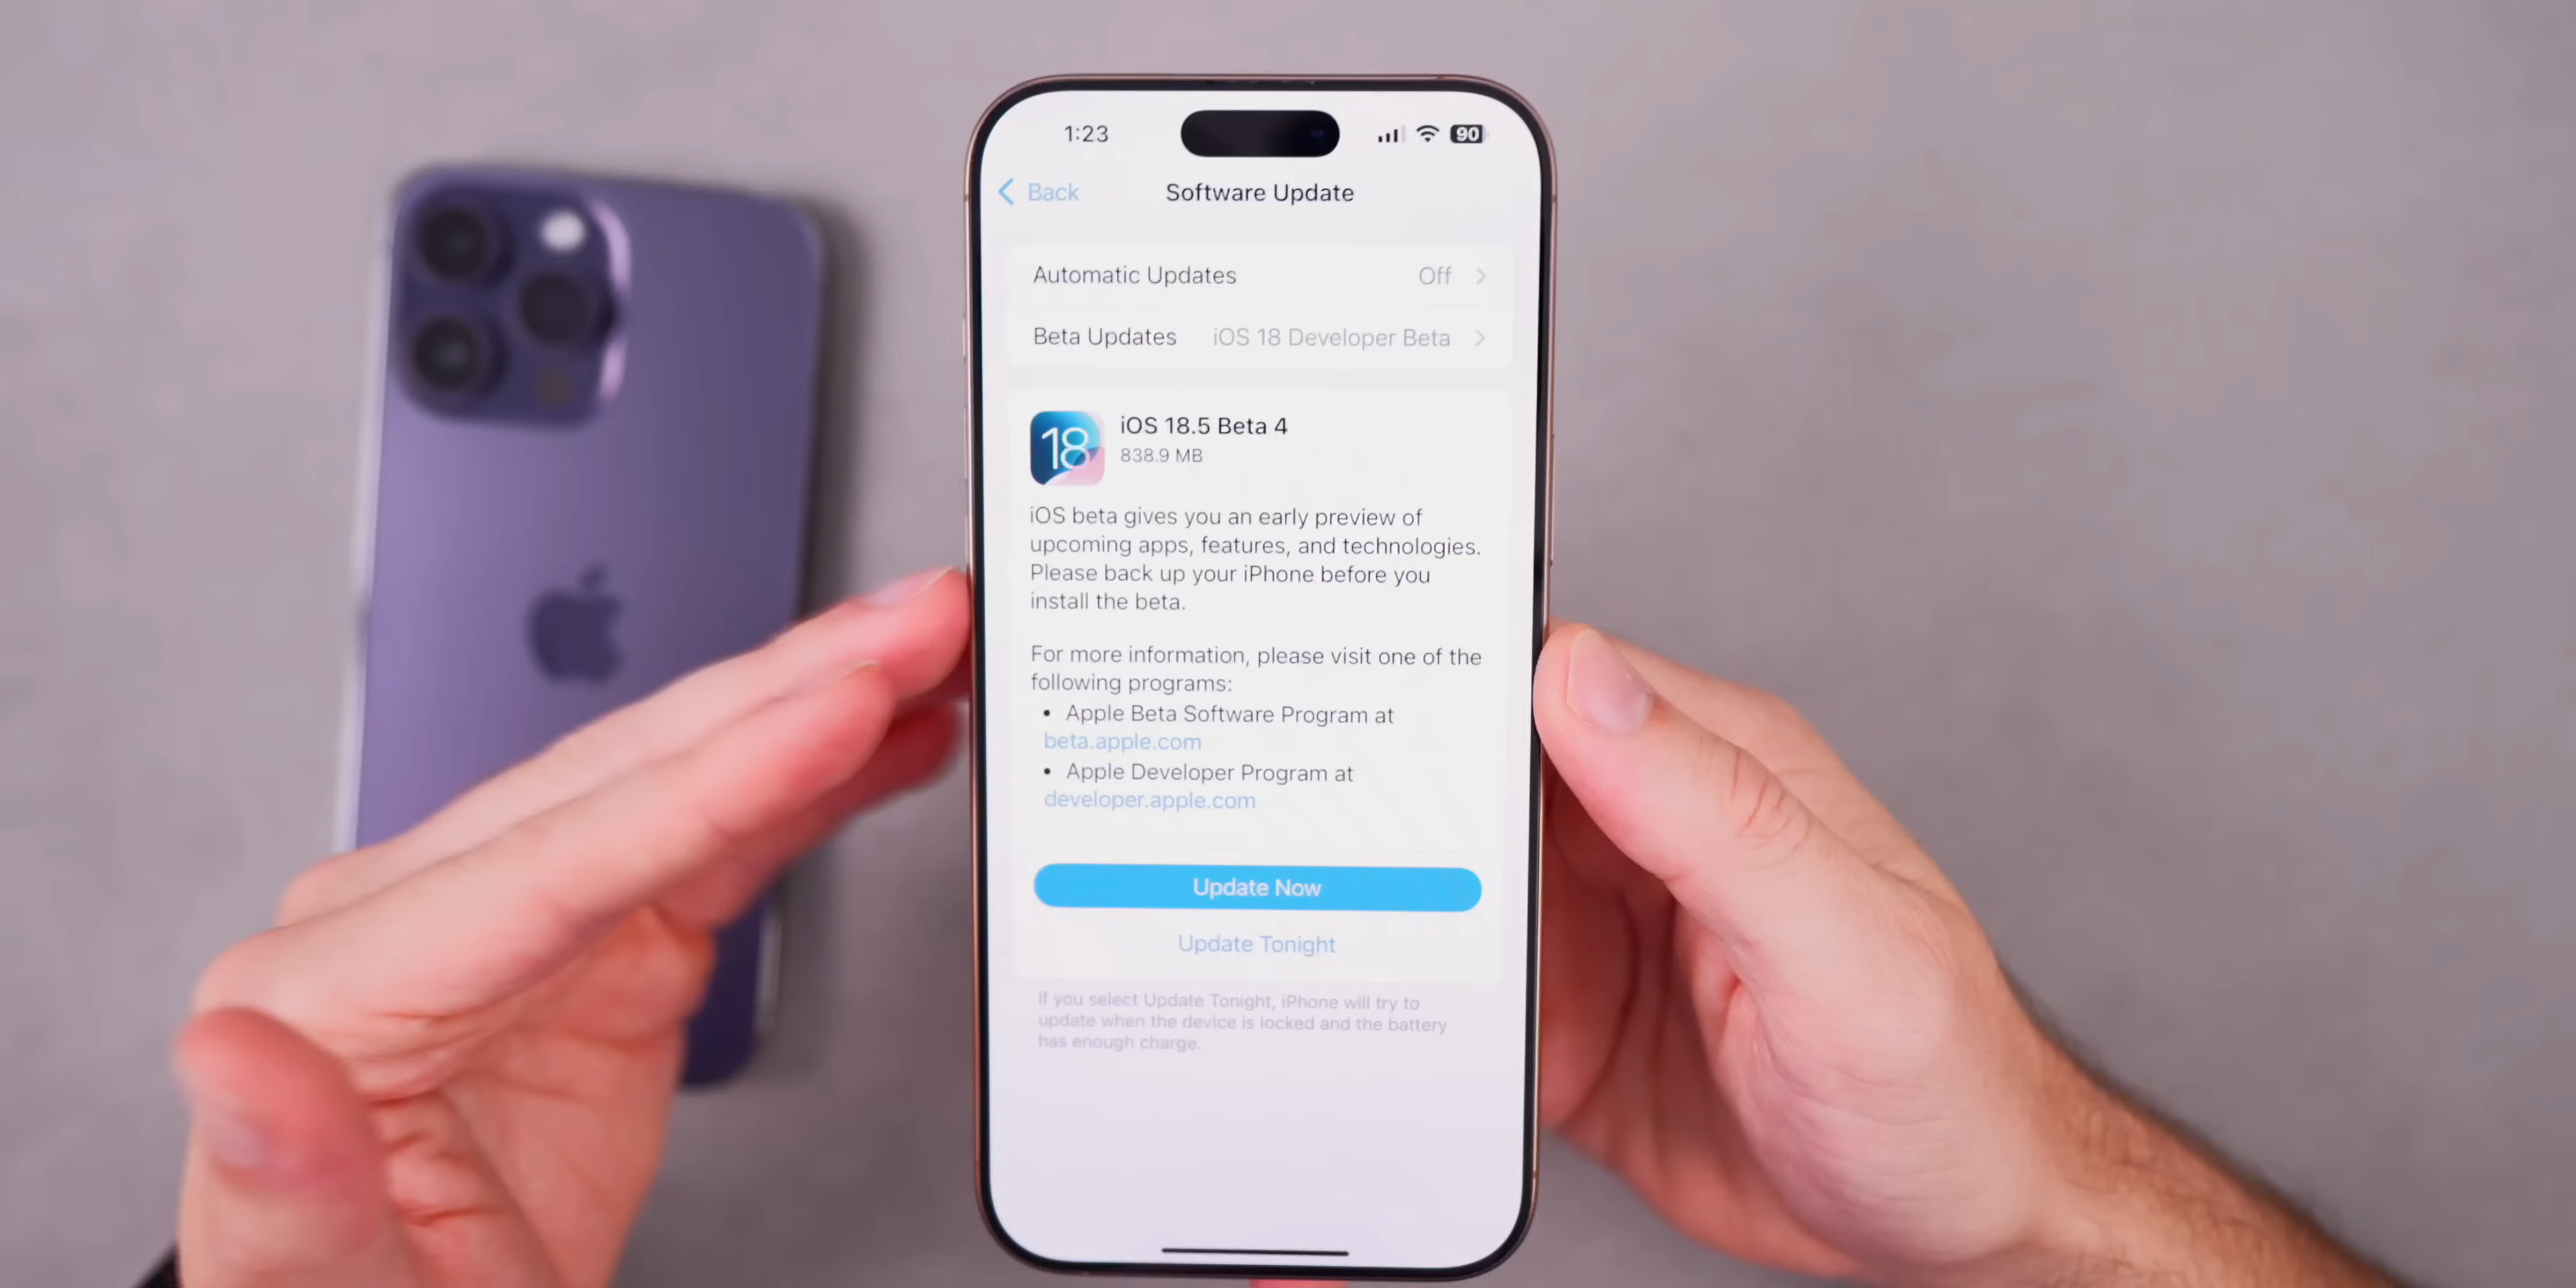 1:23
90
Back
Software Update
Automatic Updates Off
Beta Updates iOS 18 Developer Beta
18
iOS 18.5 Beta 4
838.9 MB
iOS beta gives you an early preview of
upcoming apps, features, and technologies.
Please back up your iPhone before you
install the beta.
For more information, please visit one of the
following programs:
• Apple Beta Software Program at
beta.apple.com
• Apple Developer Program at
developer.apple.com
Update Now
Update Tonight
If you select Update Tonight, iPhone will try to
update when the device is locked and the battery
has enough charge.